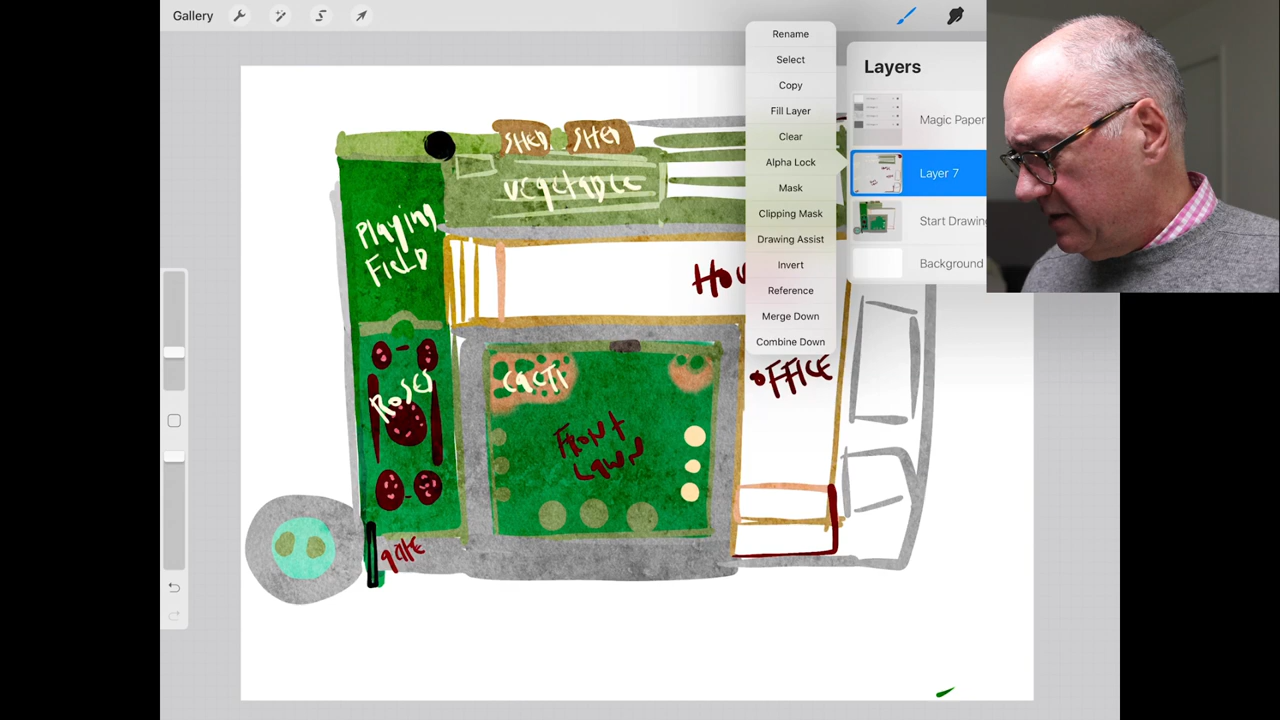 Gallery
Rename
Select
Copy
Fill Layer
Clear
Alpha Lock
Mask
Clipping Mask
Drawing Assist
Invert
Reference
Merge Down
Combine Down
Layers
Magic Paper
Layer 7
Start Drawing
Background
SHED SHED
vegetable
Playing
Field
Hou
Roses
Cacti
Front
Lawn
OFFICE
gate